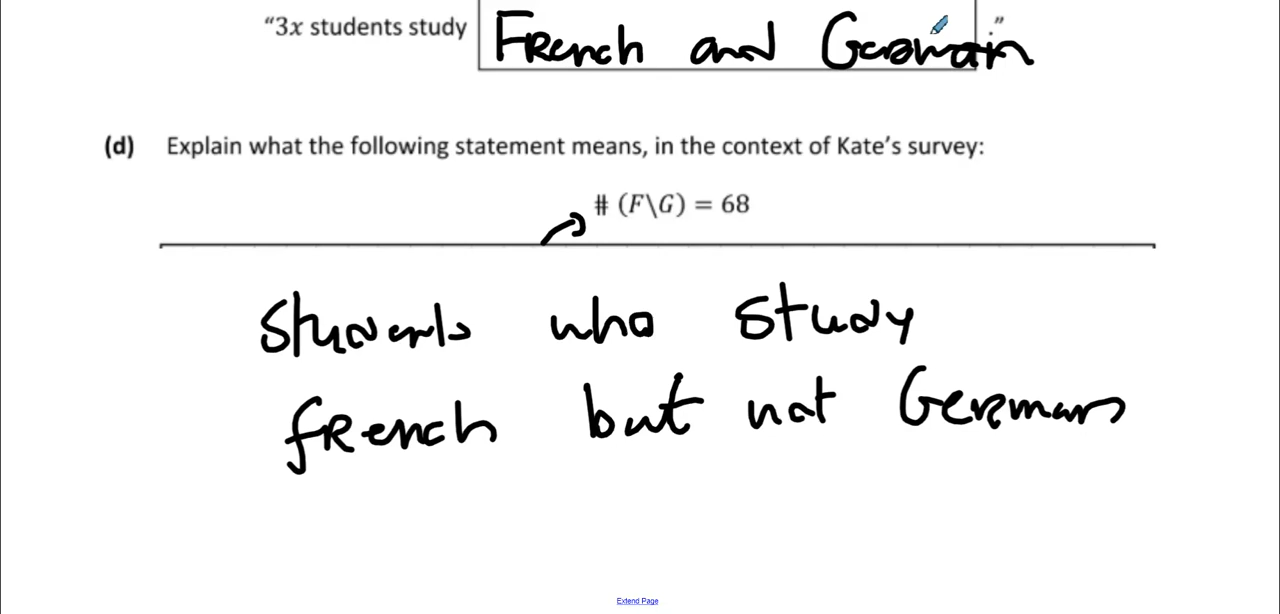 "3x students study French and German ."
(d) Explain what the following statement means, in the context of Kate's survey:
# (F\G) = 68
students who study
french but not German
Extend Page